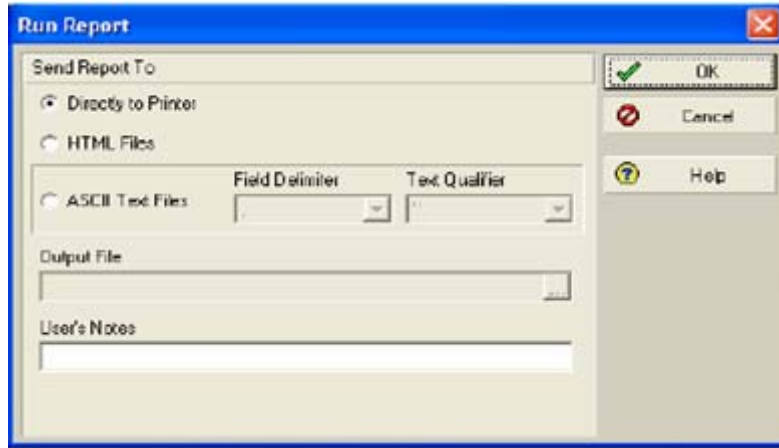 Run Report
Send Report To
OK
Directly to Printer
Cancel
HTML Files
Help
Field Delimiter
Text Qualifier
ASCII Text Files
,
"
Output File
...
User's Notes